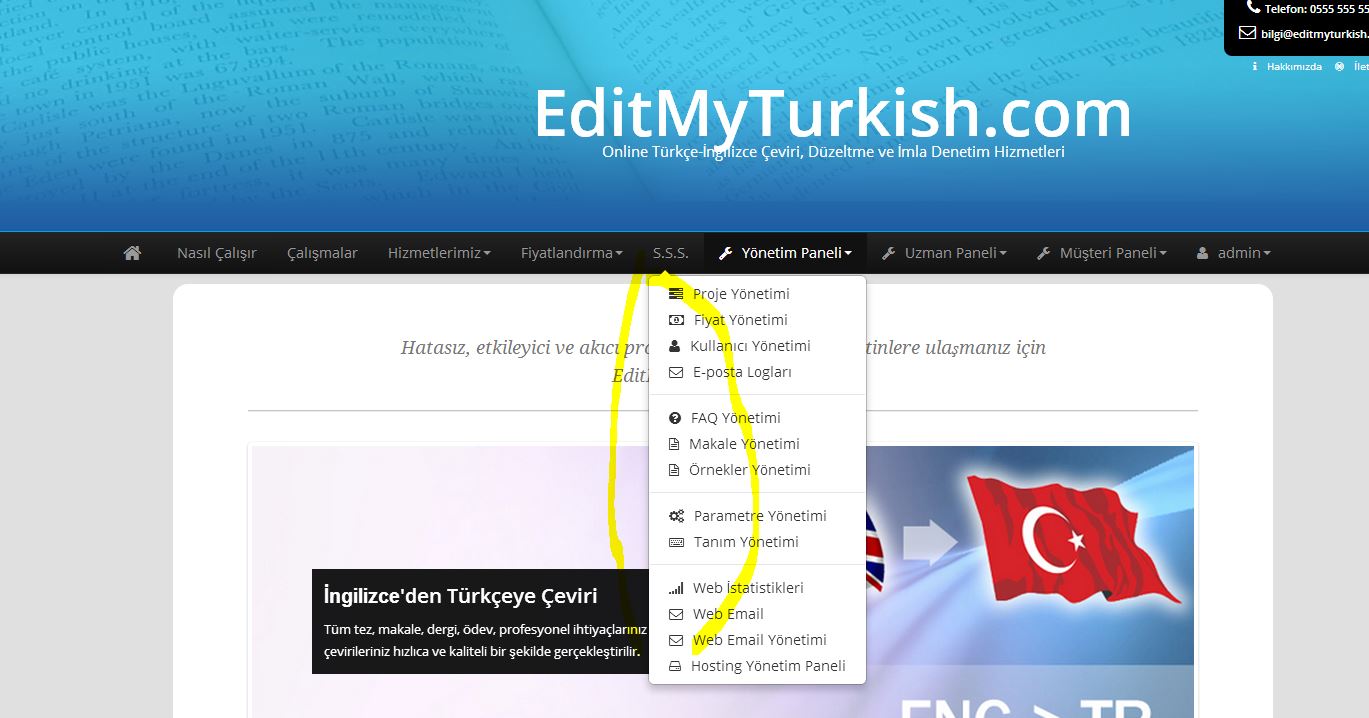 Telefon: 0555 555 55
bilgi@editmyturkish.
Hakkımızda İlet
EditMyTurkish.com
Online Türkçe-İngilizce Çeviri, Düzeltme ve İmla Denetim Hizmetleri
Nasıl Çalışır Çalışmalar Hizmetlerimiz Fiyatlandırma S.S.S. Yönetim Paneli Uzman Paneli Müşteri Paneli admin
Proje Yönetimi
Fiyat Yönetimi
Kullanıcı Yönetimi
E-posta Logları
FAQ Yönetimi
Makale Yönetimi
Örnekler Yönetimi
Parametre Yönetimi
Tanım Yönetimi
Web İstatistikleri
Web Email
Web Email Yönetimi
Hosting Yönetim Paneli
Hatasız, etkileyici ve akıcı pro tinlere ulaşmanız için
Editl
İngilizce'den Türkçeye Çeviri
Tüm tez, makale, dergi, ödev, profesyonel ihtiyaçlarınız
çevirileriniz hızlıca ve kaliteli bir şekilde gerçekleştirilir.
ENG > TR